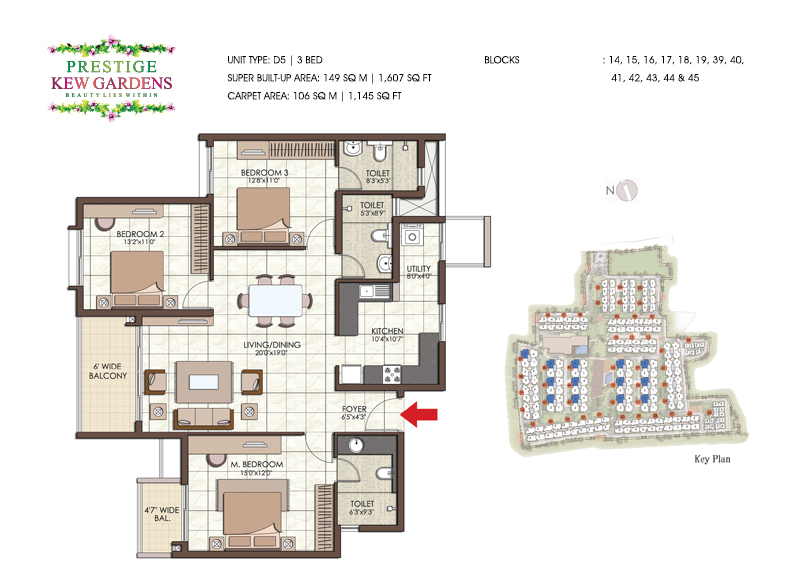 PRESTIGE
KEW GARDENS
BEAUTY LIES WITHIN
UNIT TYPE: D5 | 3 BED
SUPER BUILT-UP AREA: 149 SQ M | 1,607 SQ FT
CARPET AREA: 106 SQ M | 1,145 SQ FT
BLOCKS : 14, 15, 16, 17, 18, 19, 39, 40,
41, 42, 43, 44 & 45
BEDROOM 3
12'8"x11'0"
TOILET
8'3"x5'3"
TOILET
5'3"x8'9"
BEDROOM 2
13'2"x11'0"
UTILITY
8'0"x4'0"
KITCHEN
10'4"x10'7"
LIVING/DINING
20'0"x19'0"
6' WIDE
BALCONY
FOYER
6'5"x4'3"
M. BEDROOM
15'0"x12'0"
TOILET
6'3"x9'3"
4'7" WIDE
BAL.
N
Key Plan